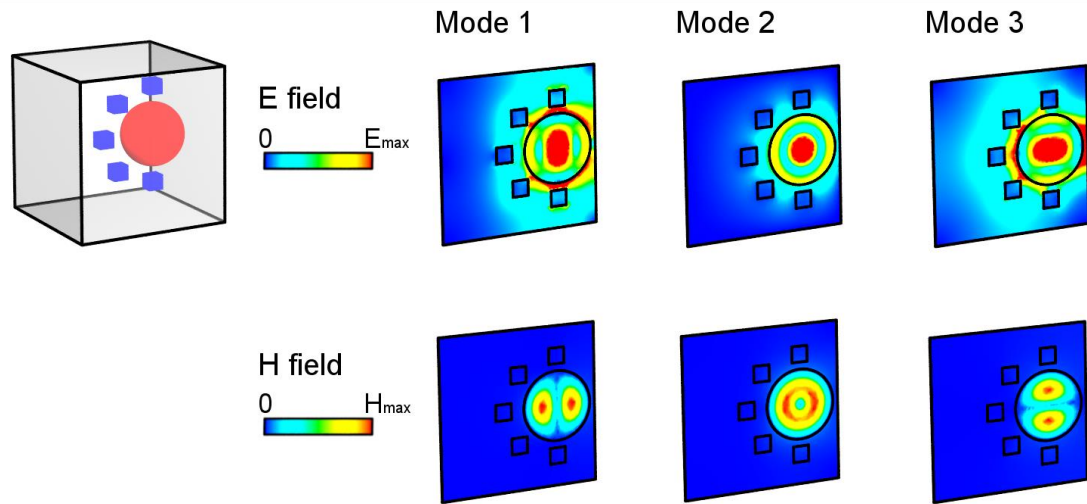 Mode 1 Mode 2 Mode 3
E field
0 Emax
H field
0 Hmax